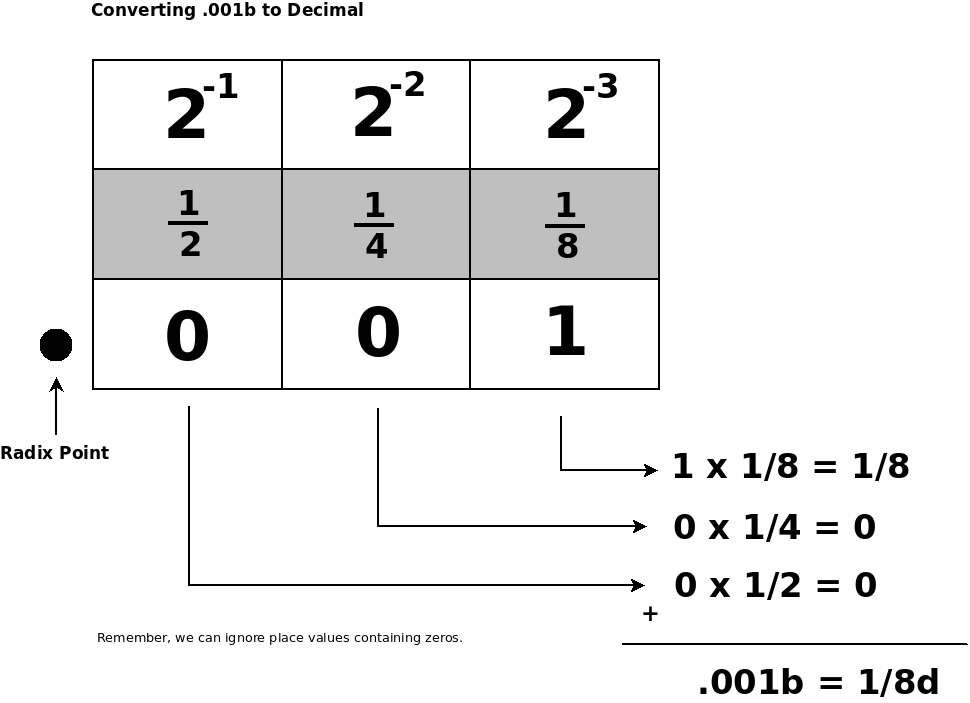 Converting .001b to Decimal
2-1 2-2 2-3
1/2 1/4 1/8
0 0 1
Radix Point
1 x 1/8 = 1/8
0 x 1/4 = 0
0 x 1/2 = 0
+
Remember, we can ignore place values containing zeros.
.001b = 1/8d